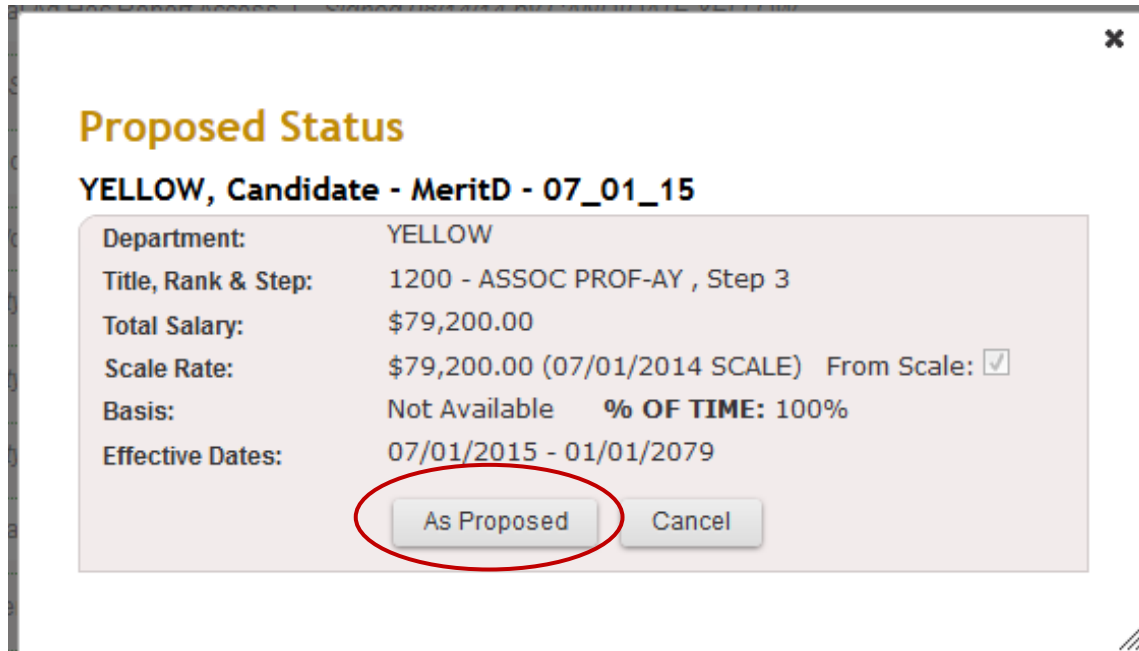 Proposed Status
YELLOW, Candidate - MeritD - 07_01_15
Department: YELLOW
Title, Rank & Step: 1200 - ASSOC PROF-AY , Step 3
Total Salary: $79,200.00
Scale Rate: $79,200.00 (07/01/2014 SCALE) From Scale:
Basis: Not Available % OF TIME: 100%
Effective Dates: 07/01/2015 - 01/01/2079
As Proposed Cancel